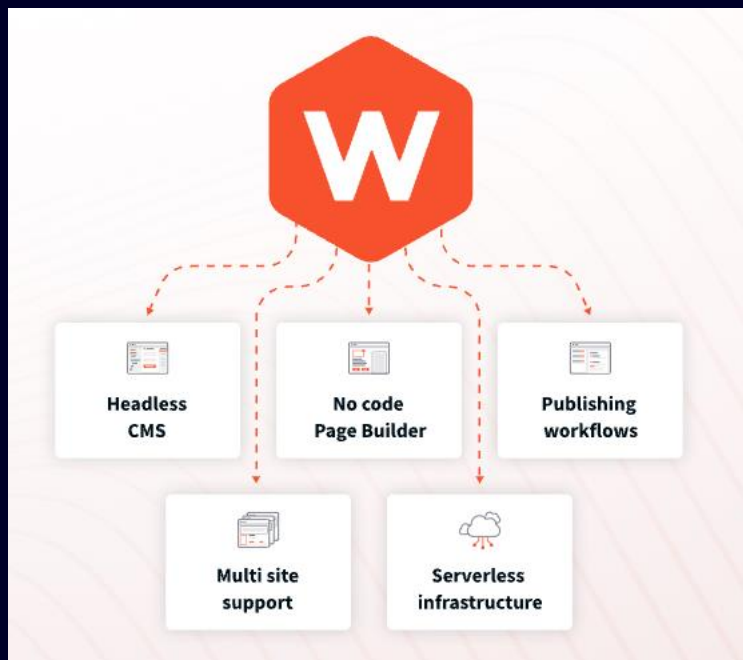 W
Headless
CMS
No code
Page Builder
Publishing
workflows
Multi site
support
Serverless
infrastructure